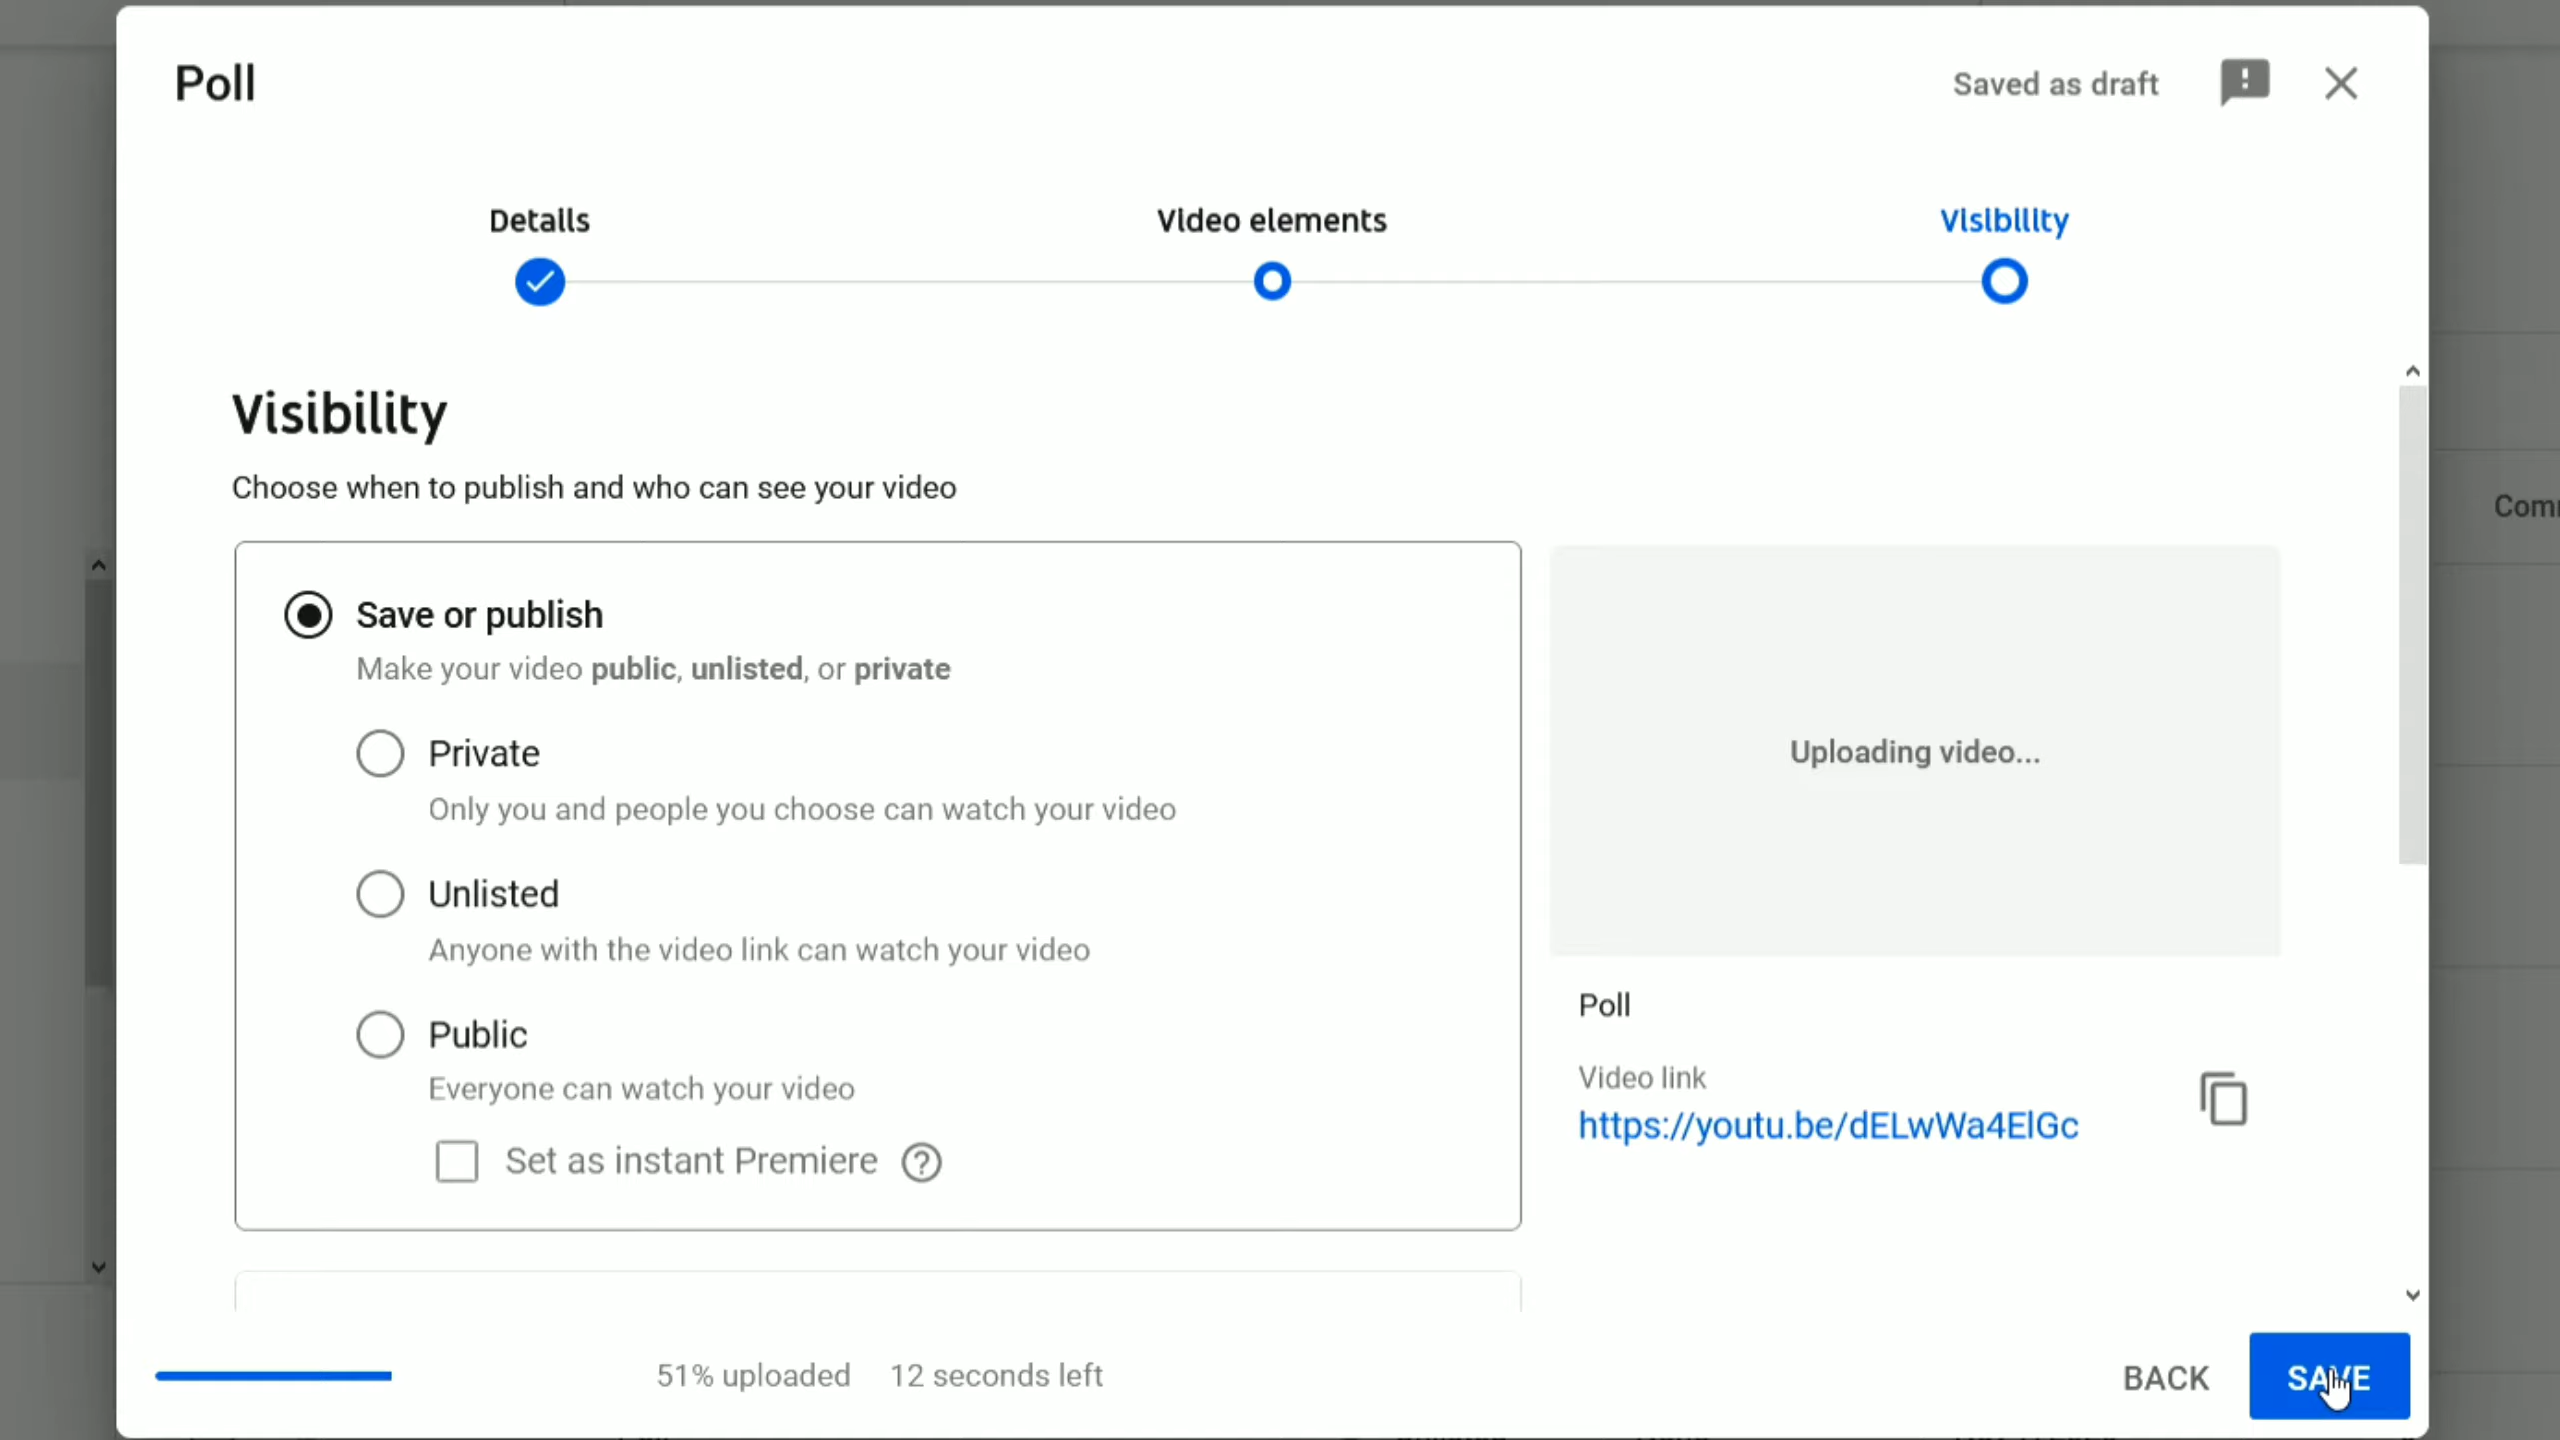 Poll
Saved as draft
Details
Video elements
Visibility
Visibility
Choose when to publish and who can see your video
Save or publish
Make your video public, unlisted, or private
Private
Only you and people you choose can watch your video
Unlisted
Anyone with the video link can watch your video
Public
Everyone can watch your video
Set as instant Premiere
Uploading video...
Poll
Video link
https://youtu.be/dELwWa4ElGc
51% uploaded 12 seconds left
BACK
SAVE